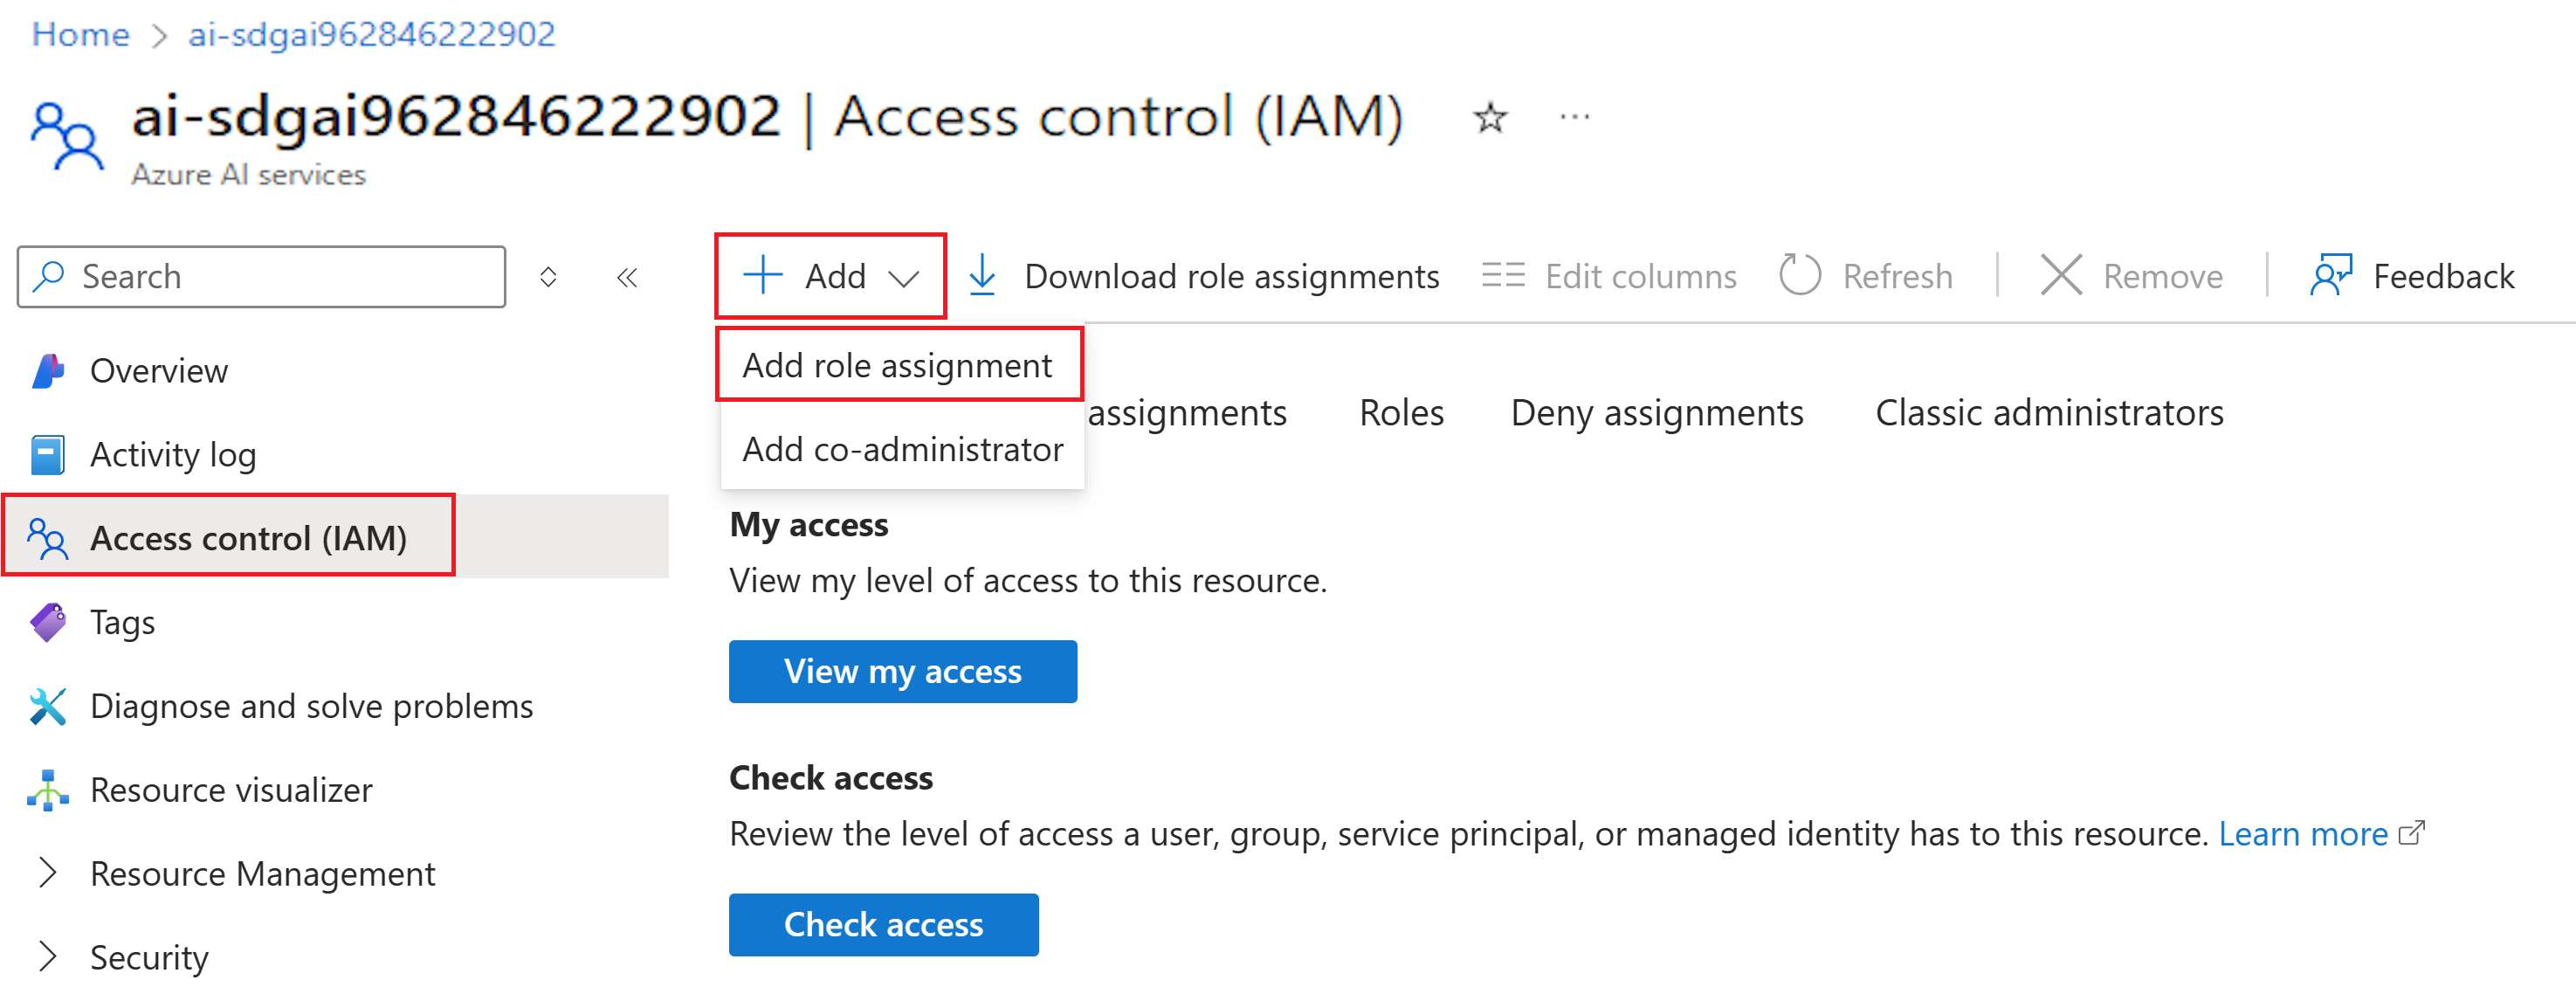 Home > ai-sdgai962846222902
ai-sdgai962846222902 | Access control (IAM) ☆ ···
Azure AI services
Search
Overview
Activity log
Access control (IAM)
Tags
Diagnose and solve problems
Resource visualizer
Resource Management
Security
Add Download role assignments Edit columns Refresh | Remove | Feedback
Add role assignment
Add co-administrator
assignments Roles Deny assignments Classic administrators
My access
View my level of access to this resource.
View my access
Check access
Review the level of access a user, group, service principal, or managed identity has to this resource. Learn more
Check access